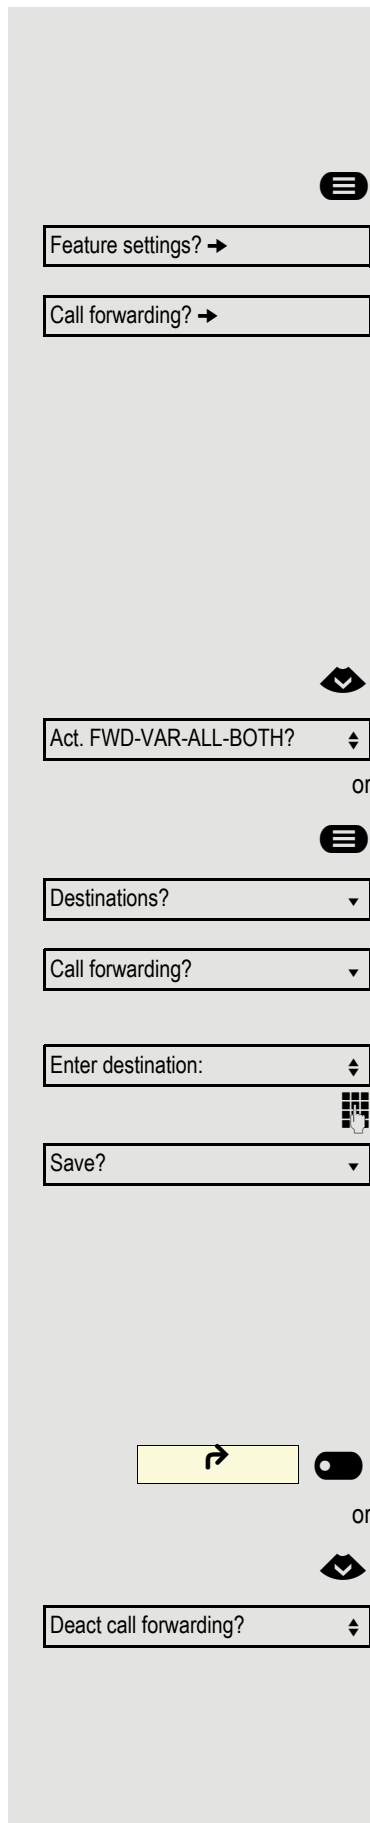 Feature settings?
Call forwarding?
Act. FWD-VAR-ALL-BOTH?
or
Destinations?
Call forwarding?
Enter destination:
Save?
or
Deact call forwarding?